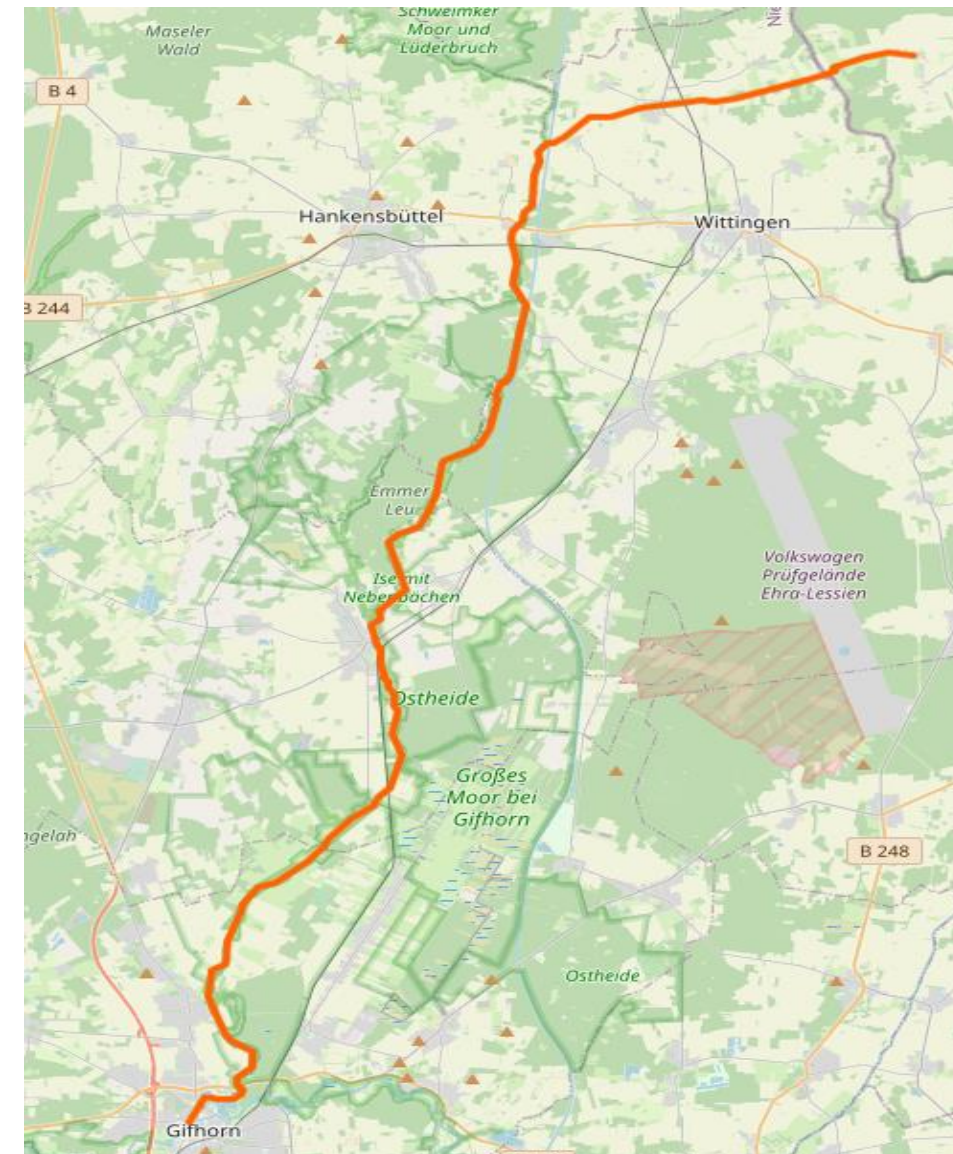 Schweimker
Moor und
Lüderbruch
Maseler
Wald
Nie
B 4
Hankensbüttel
Wittingen
B 244
Emmer
Leu
Volkswagen
Prüfgelände
Ehra-Lessien
Ise mit
Nebenbächen
Ostheide
Großes
Moor bei
Gifhorn
ngelah
B 248
Ostheide
Gifhorn